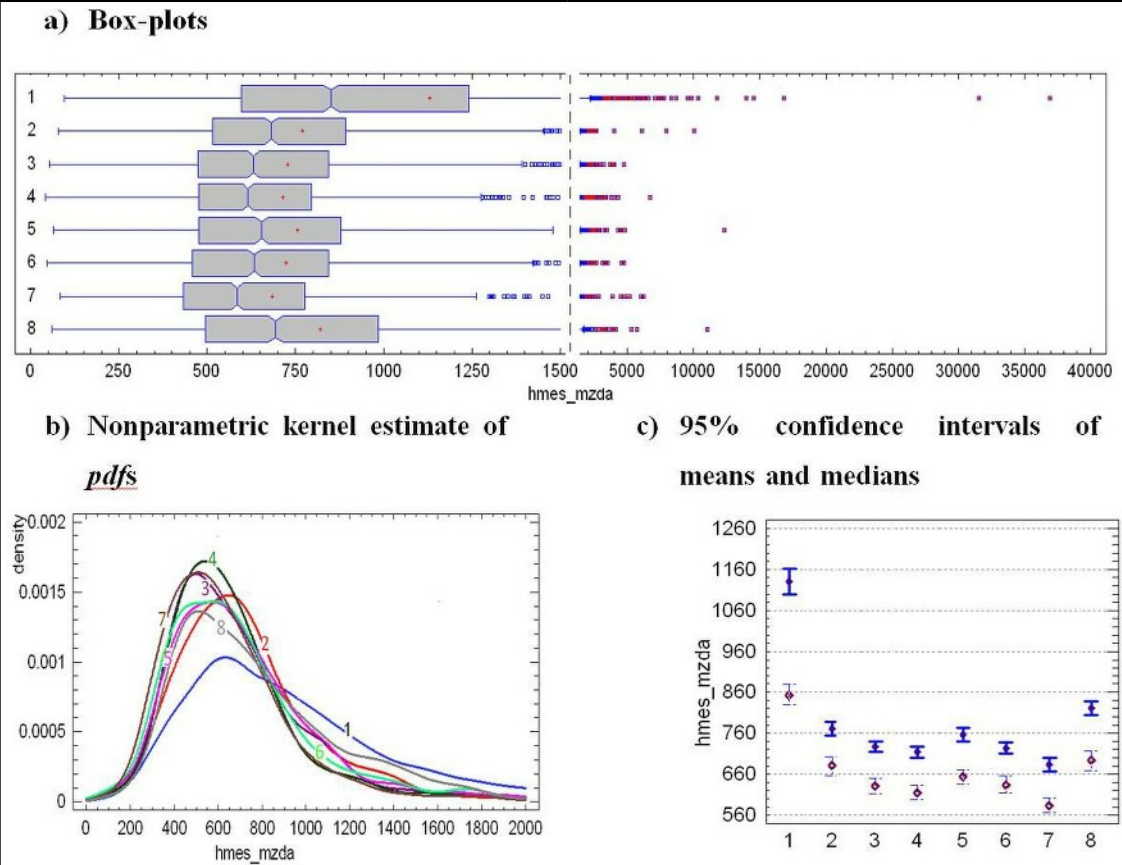 a) Box-plots
1
2
3
4
5
6
7
8
0 250 500 750 1000 1250 1500 5000 10000 15000 20000 25000 30000 35000 40000
hmes_mzda
b) Nonparametric kernel estimate of
pdfs
c) 95% confidence intervals of
means and medians
density
0.002
0.0015
0.001
0.0005
0
4
3
7
8
2
5
1
6
0 200 400 600 800 1000 1200 1400 1600 1800 2000
hmes_mzda
hmes_mzda
1260
1160
1060
960
860
760
660
560
1 2 3 4 5 6 7 8